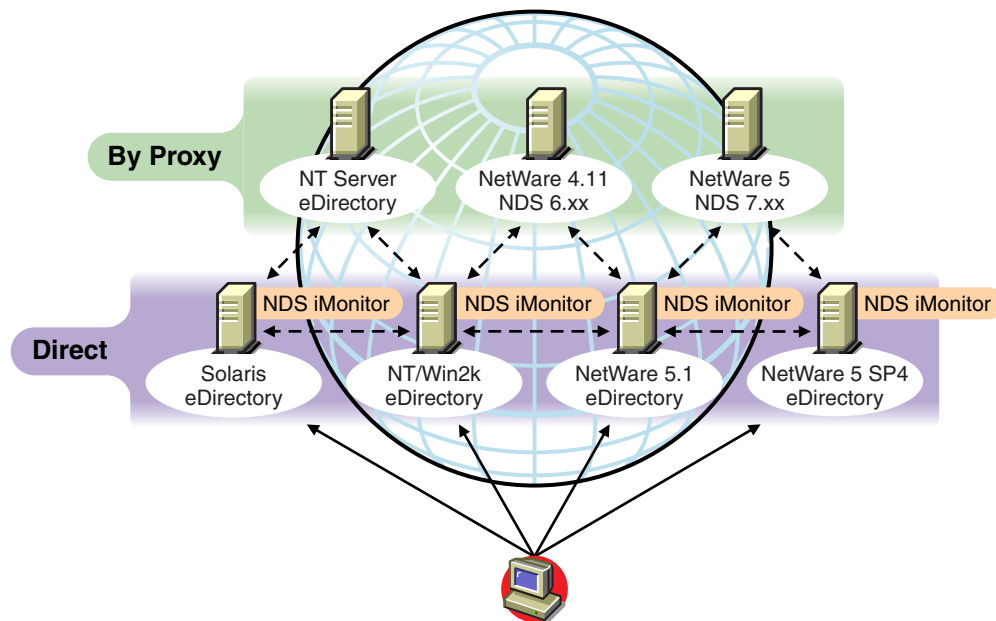 By Proxy
NT Server
eDirectory
NetWare 4.11
NDS 6.xx
NetWare 5
NDS 7.xx
Direct
NDS iMonitor
NDS iMonitor
NDS iMonitor
NDS iMonitor
Solaris
eDirectory
NT/Win2k
eDirectory
NetWare 5.1
eDirectory
NetWare 5 SP4
eDirectory